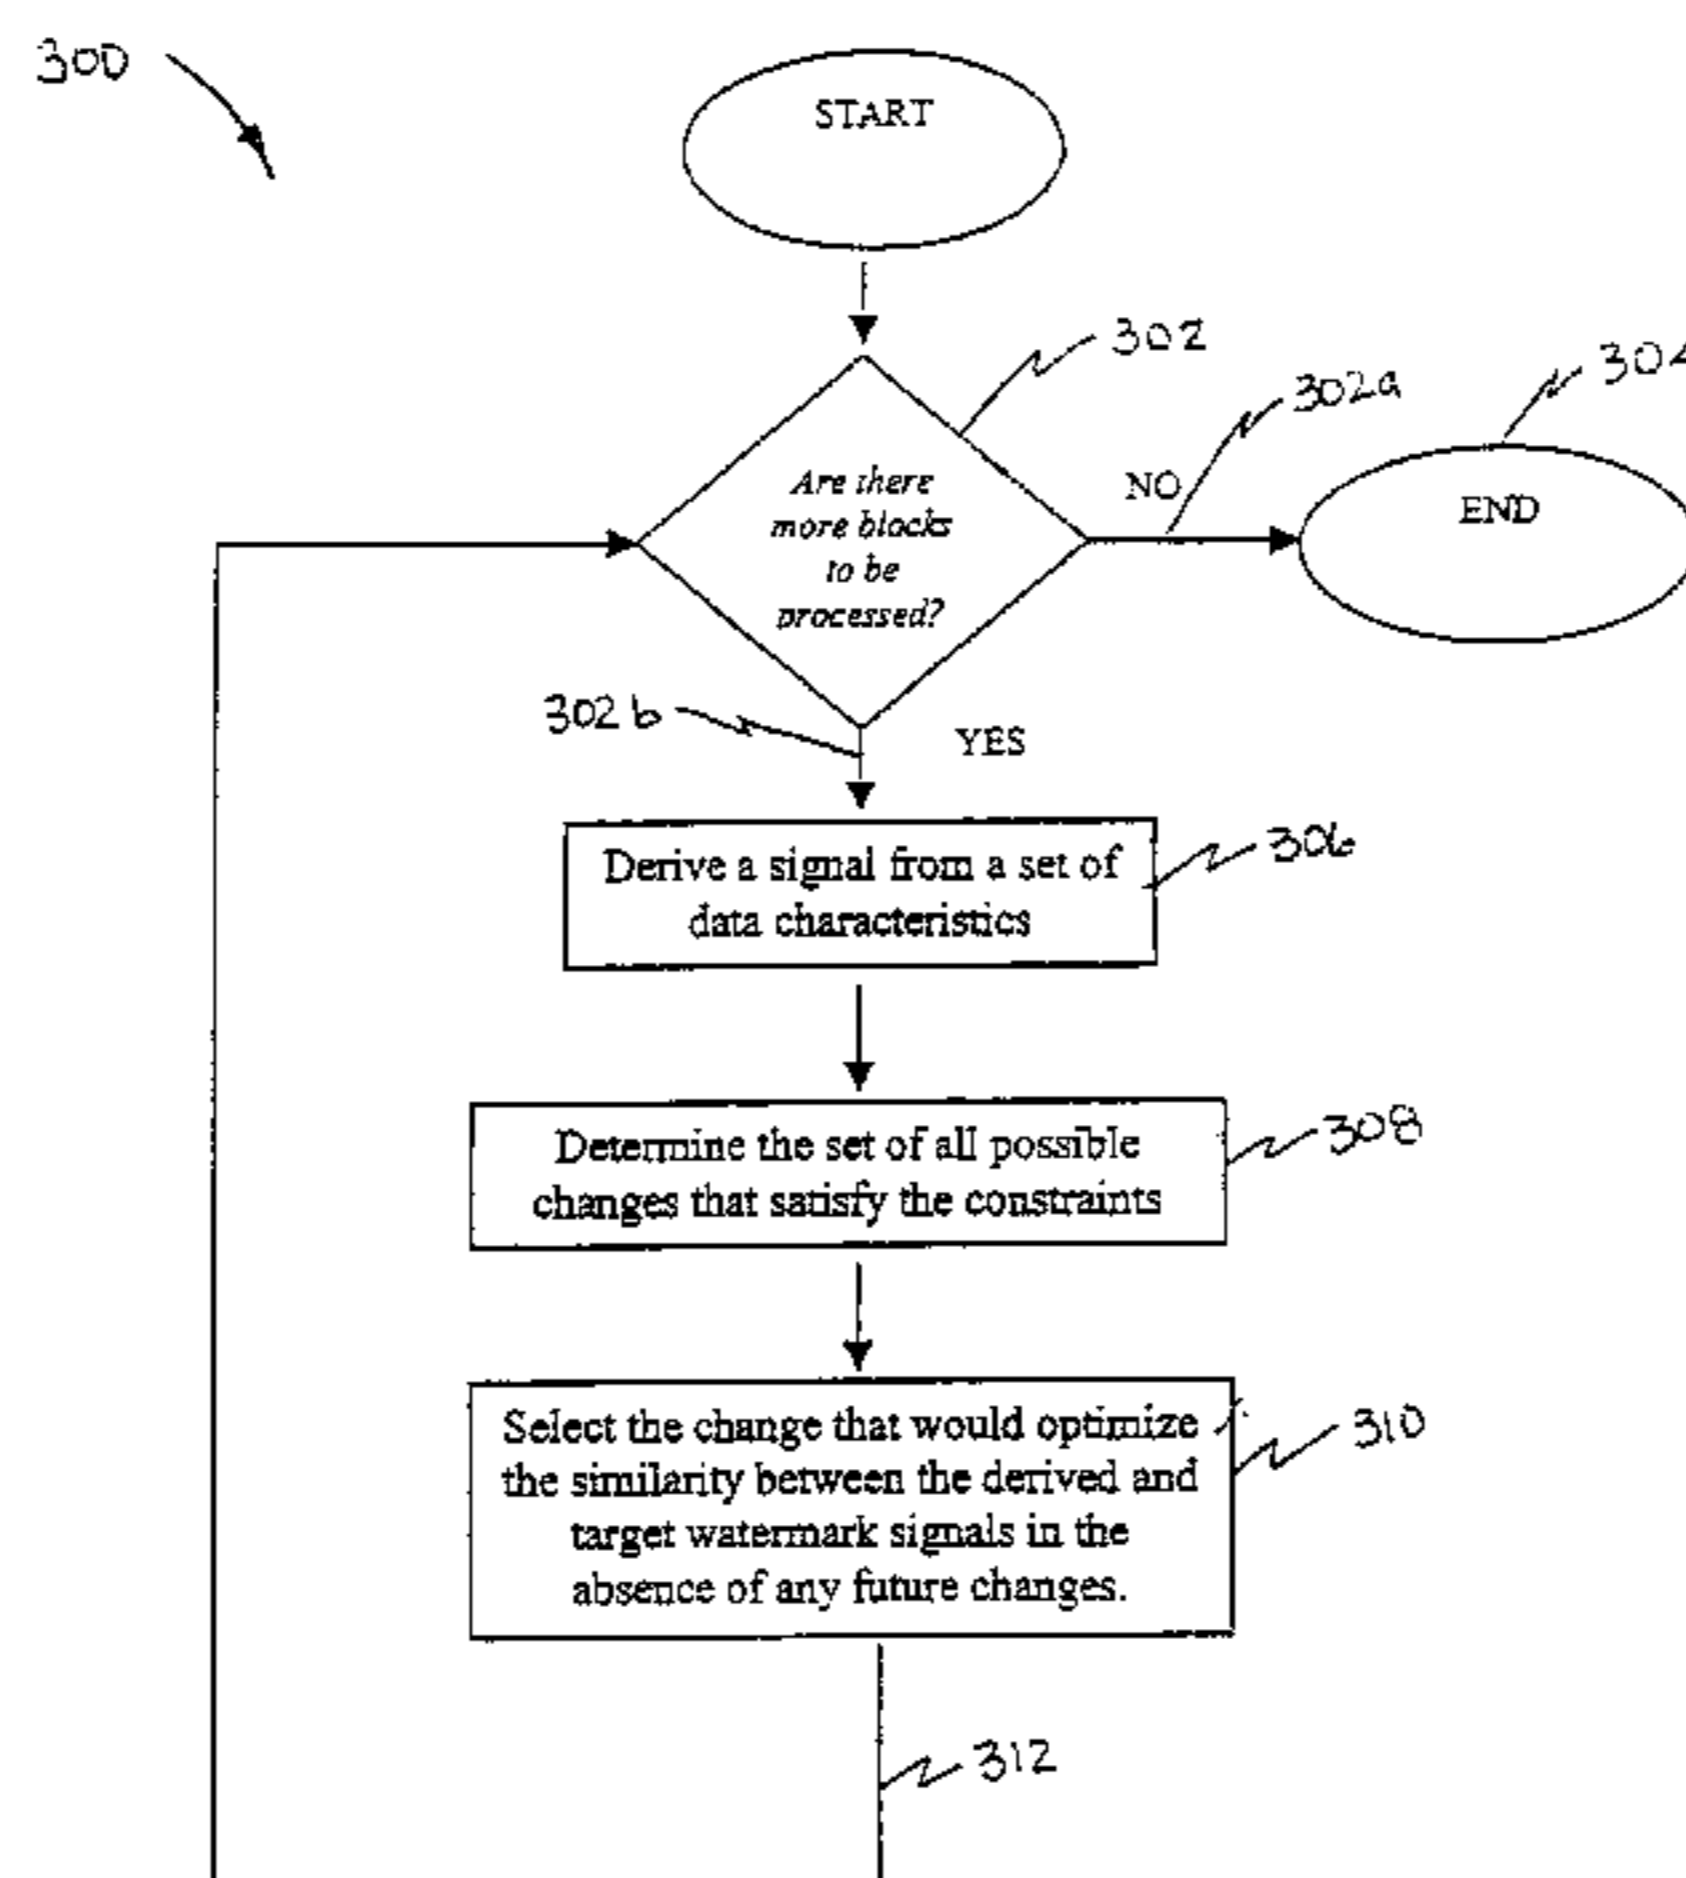 300
START
302
302a
304
Are there
more blocks
to be
processed?
NO
END
302b
YES
Derive a signal from a set of
data characteristics
306
Determine the set of all possible
changes that satisfy the constraints
308
Select the change that would optimize
the similarity between the derived and
target watermark signals in the
absence of any future changes.
310
312